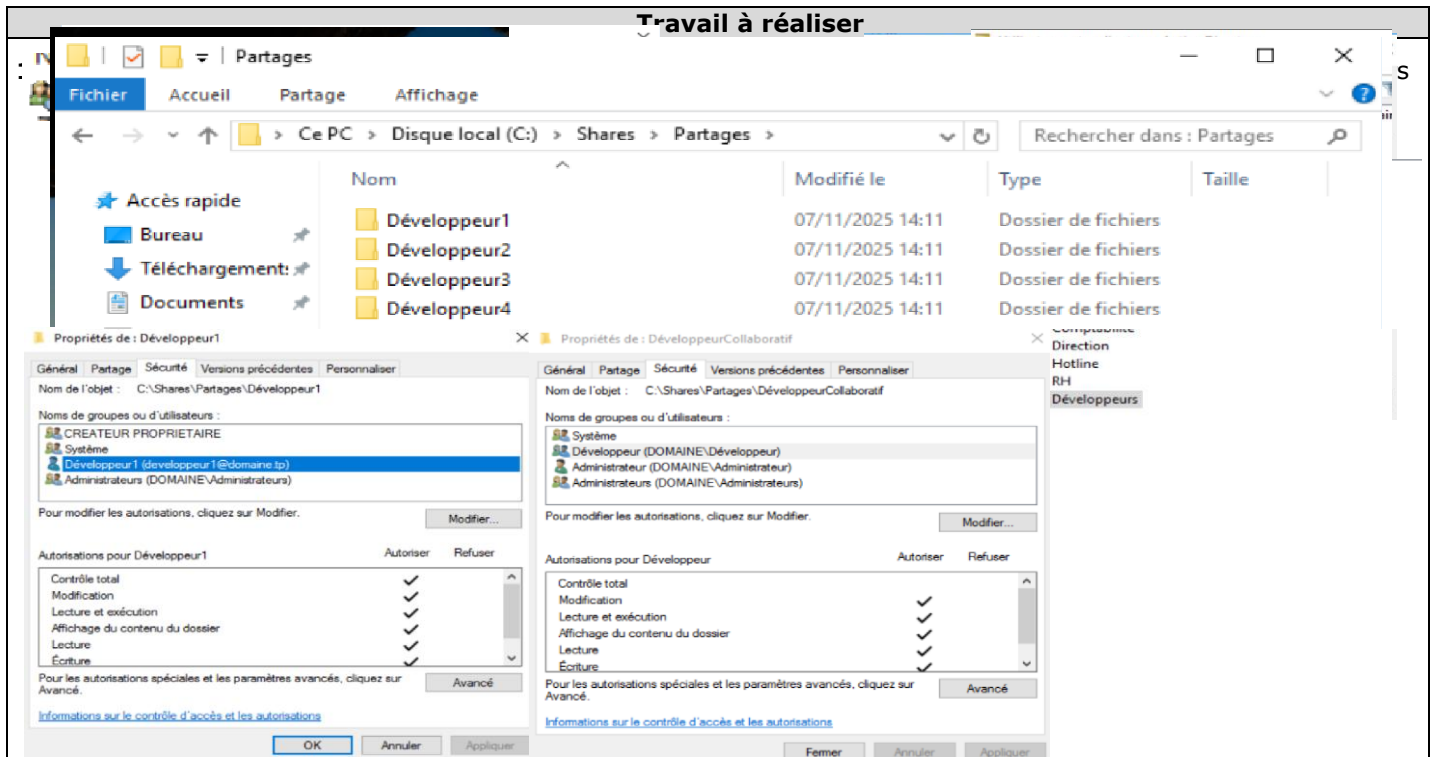 Travail à réaliser
Partages
s
:
Fichier Accueil Partage Affichage
Ce PC > Disque local (C:) > Shares > Partages >
Rechercher dans : Partages
Nom Modifié le Type Taille
Accès rapide
Bureau
Téléchargement:
Documents
Développeur1 07/11/2025 14:11 Dossier de fichiers
Développeur2 07/11/2025 14:11 Dossier de fichiers
Développeur3 07/11/2025 14:11 Dossier de fichiers
Développeur4 07/11/2025 14:11 Dossier de fichiers
Propriétés de : Développeur1
Général Partage Sécurité Versions précédentes Personnaliser
Nom de l'objet : C:\Shares\Partages\Développeur1
Noms de groupes ou d'utilisateurs :
CREATEUR PROPRIETAIRE
Système
Développeur1 (developpeur1@domaine.tp)
Administrateurs (DOMAINE\Administrateurs)
Pour modifier les autorisations, cliquez sur Modifier.
Modifier...
Autorisations pour Développeur1 Autoriser Refuser
Contrôle total
Modification
Lecture et exécution
Affichage du contenu du dossier
Lecture
Écriture
Pour les autorisations spéciales et les paramètres avancés, cliquez sur
Avancé.
Avancé
Informations sur le contrôle d'accès et les autorisations
OK Annuler Appliquer
Propriétés de : DéveloppeurCollaboratif
Général Partage Sécurité Versions précédentes Personnaliser
Nom de l'objet : C:\Shares\Partages\DéveloppeurCollaboratif
Noms de groupes ou d'utilisateurs :
Système
Développeur (DOMAINE\Développeur)
Administrateur (DOMAINE\Administrateur)
Administrateurs (DOMAINE\Administrateurs)
Pour modifier les autorisations, cliquez sur Modifier.
Modifier...
Autorisations pour Développeur Autoriser Refuser
Contrôle total
Modification
Lecture et exécution
Affichage du contenu du dossier
Lecture
Écriture
Pour les autorisations spéciales et les paramètres avancés, cliquez sur
Avancé.
Avancé
Informations sur le contrôle d'accès et les autorisations
Fermer Annuler Appliquer
Comptabilité
Direction
Hotline
RH
Développeurs